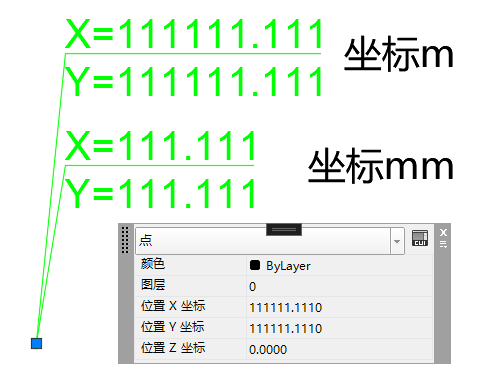 X=111111.111
Y=111111.111
坐标m
X=111.111
Y=111.111
坐标mm
点
CUI
颜色 ByLayer
图层 0
位置 X 坐标 111111.1110
位置 Y 坐标 111111.1110
位置 Z 坐标 0.0000